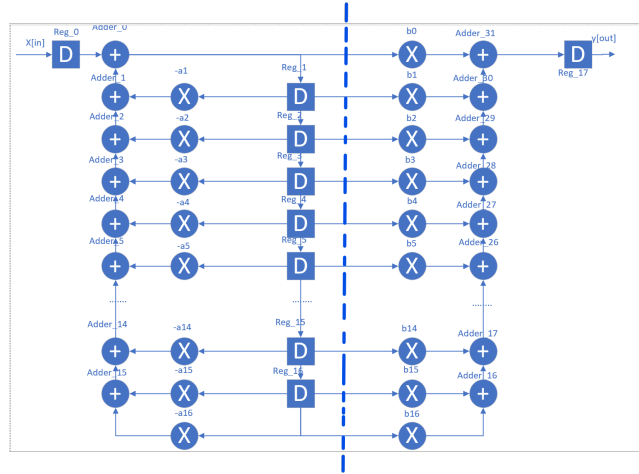 Reg_0 Adder_0 b0 Adder_31 y[out]
X[in] D + X + D
Reg_1 Reg_17
Adder_1 -a1 b1 Adder_30
+ X D X +
Adder_2 -a2 Reg_2 b2 Adder_29
+ X D X +
Adder_3 -a3 Reg_3 b3 Adder_28
+ X D X +
Adder_4 -a4 Reg_4 b4 Adder_27
+ X D X +
Adder_5 -a5 Reg_5 b5 Adder_26
+ X D X +
........ ........ ........
Adder_14 -a14 Reg_15 b14 Adder_17
+ X D X +
Adder_15 -a15 Reg_16 b15 Adder_16
+ X D X +
-a16 b16
X X